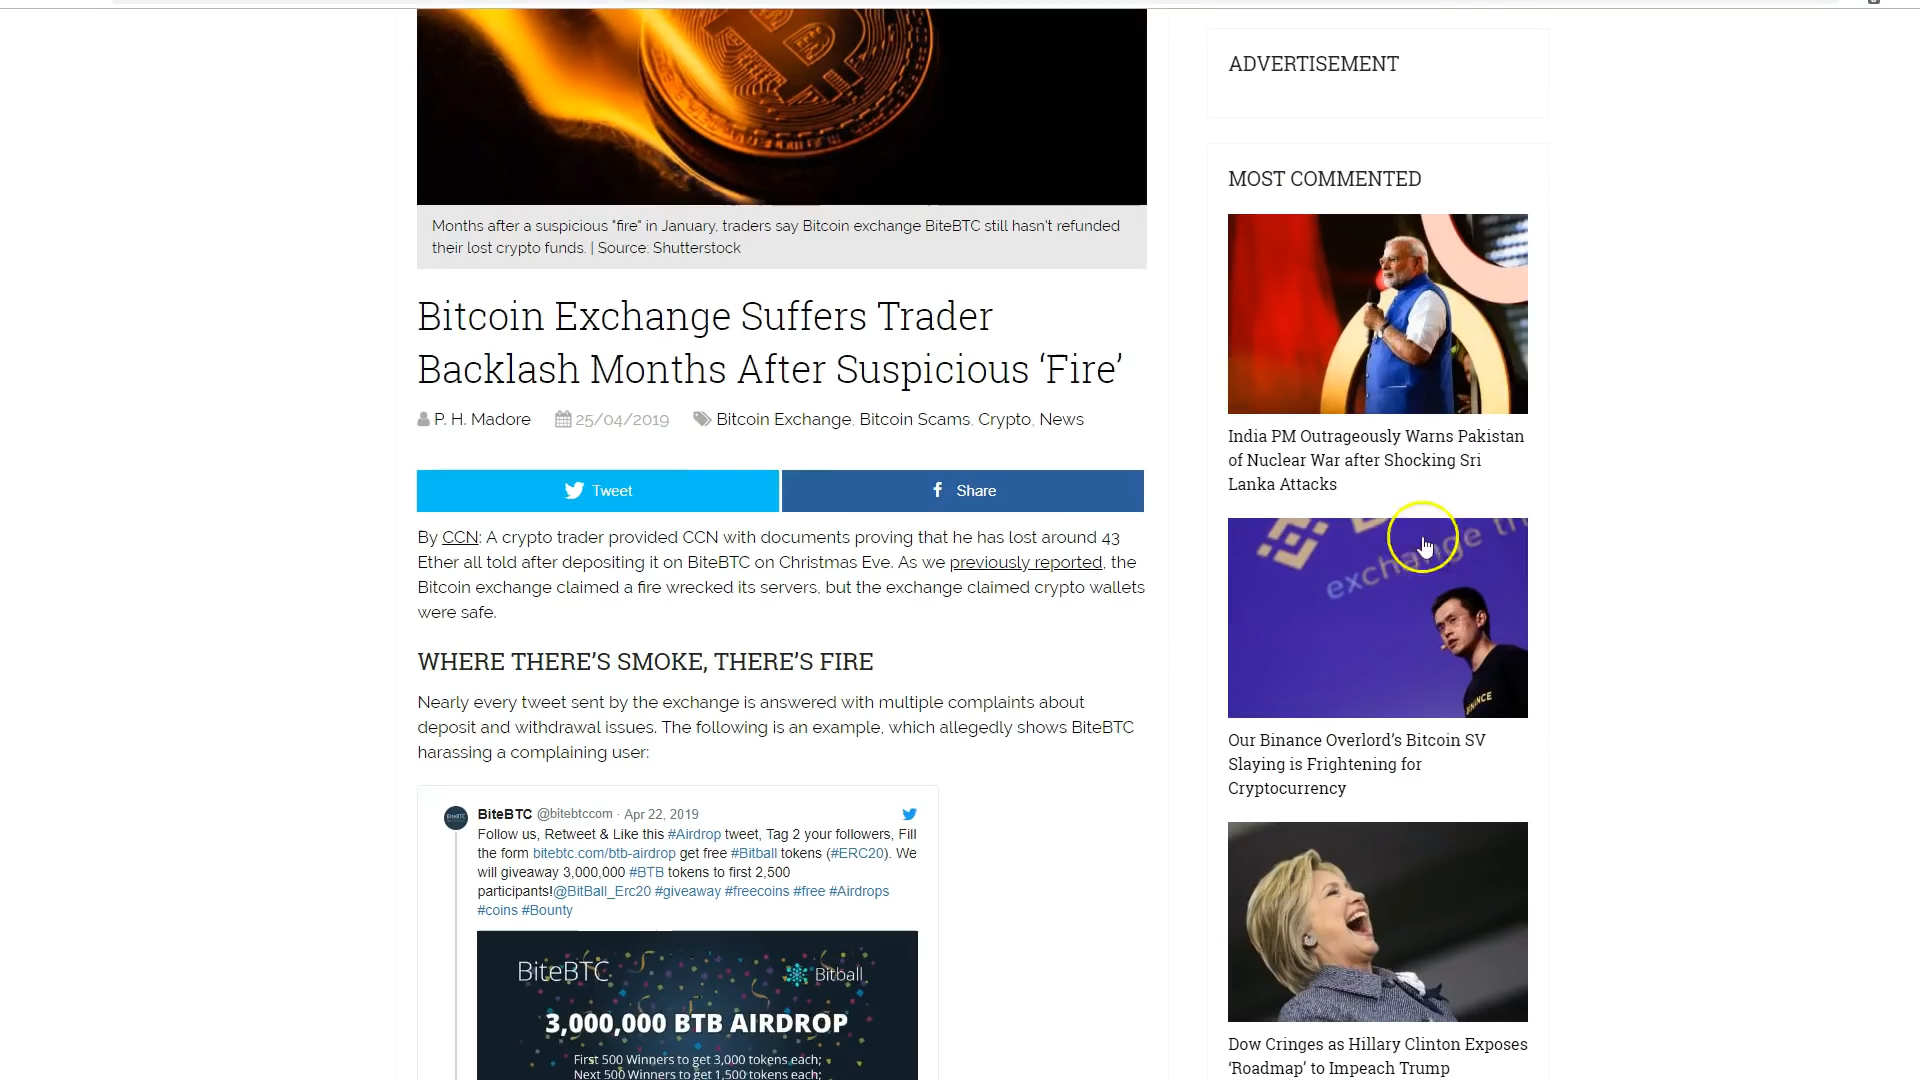 Months after a suspicious "fire" in January, traders say Bitcoin exchange BiteBTC still hasn't refunded
their lost crypto funds. | Source: Shutterstock
Bitcoin Exchange Suffers Trader
Backlash Months After Suspicious ‘Fire’
P. H. Madore 25/04/2019 Bitcoin Exchange, Bitcoin Scams, Crypto, News
Tweet
Share
By CCN: A crypto trader provided CCN with documents proving that he has lost around 43
Ether all told after depositing it on BiteBTC on Christmas Eve. As we previously reported, the
Bitcoin exchange claimed a fire wrecked its servers, but the exchange claimed crypto wallets
were safe.
WHERE THERE’S SMOKE, THERE’S FIRE
Nearly every tweet sent by the exchange is answered with multiple complaints about
deposit and withdrawal issues. The following is an example, which allegedly shows BiteBTC
harassing a complaining user:
BiteBTC @bitebtccom · Apr 22, 2019
Follow us, Retweet & Like this #Airdrop tweet, Tag 2 your followers, Fill
the form bitebtc.com/btb-airdrop get free #Bitball tokens (#ERC20). We
will giveaway 3,000,000 #BTB tokens to first 2,500
participants!@BitBall_Erc20 #giveaway #freecoins #free #Airdrops
#coins #Bounty
BiteBTC
Bitball
3,000,000 BTB AIRDROP
First 500 Winners to get 3,000 tokens each;
Next 500 Winners to get 1,500 tokens each;
ADVERTISEMENT
MOST COMMENTED
India PM Outrageously Warns Pakistan
of Nuclear War after Shocking Sri
Lanka Attacks
exchange
BINANCE
Our Binance Overlord’s Bitcoin SV
Slaying is Frightening for
Cryptocurrency
Dow Cringes as Hillary Clinton Exposes
‘Roadmap’ to Impeach Trump